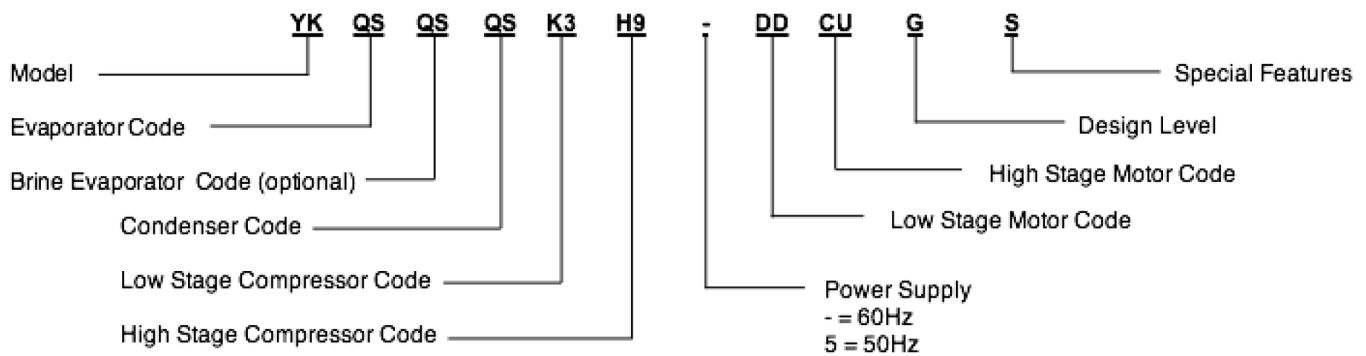 YK QS QS QS K3 H9 - DD CU G S
Model
Special Features
Evaporator Code
Design Level
Brine Evaporator Code (optional)
High Stage Motor Code
Condenser Code
Low Stage Motor Code
Low Stage Compressor Code
Power Supply
- = 60Hz
High Stage Compressor Code
5 = 50Hz